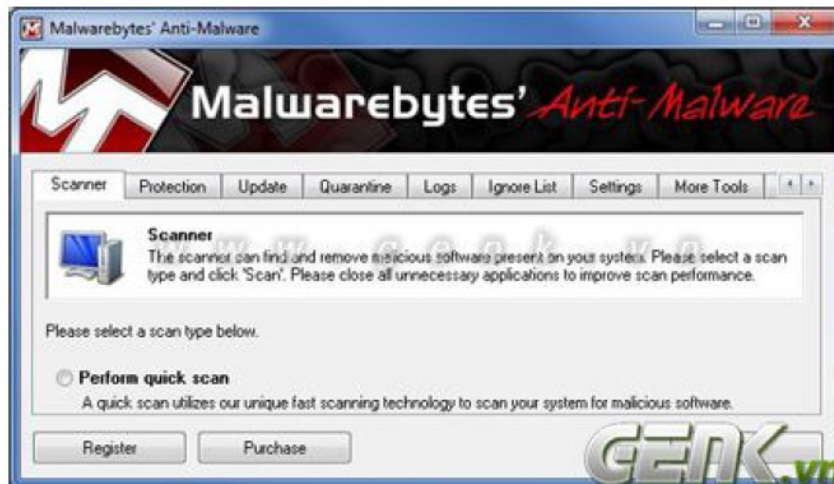 Malwarebytes' Anti-Malware
Malwarebytes' Anti-Malware
Scanner Protection Update Quarantine Logs Ignore List Settings More Tools
Scanner
The scanner can find and remove malicious software present on your system. Please select a scan
type and click 'Scan'. Please close all unnecessary applications to improve scan performance.
www.genk.vn
Please select a scan type below.
Perform quick scan
A quick scan utilizes our unique fast scanning technology to scan your system for malicious software.
Register Purchase
GENK.vn